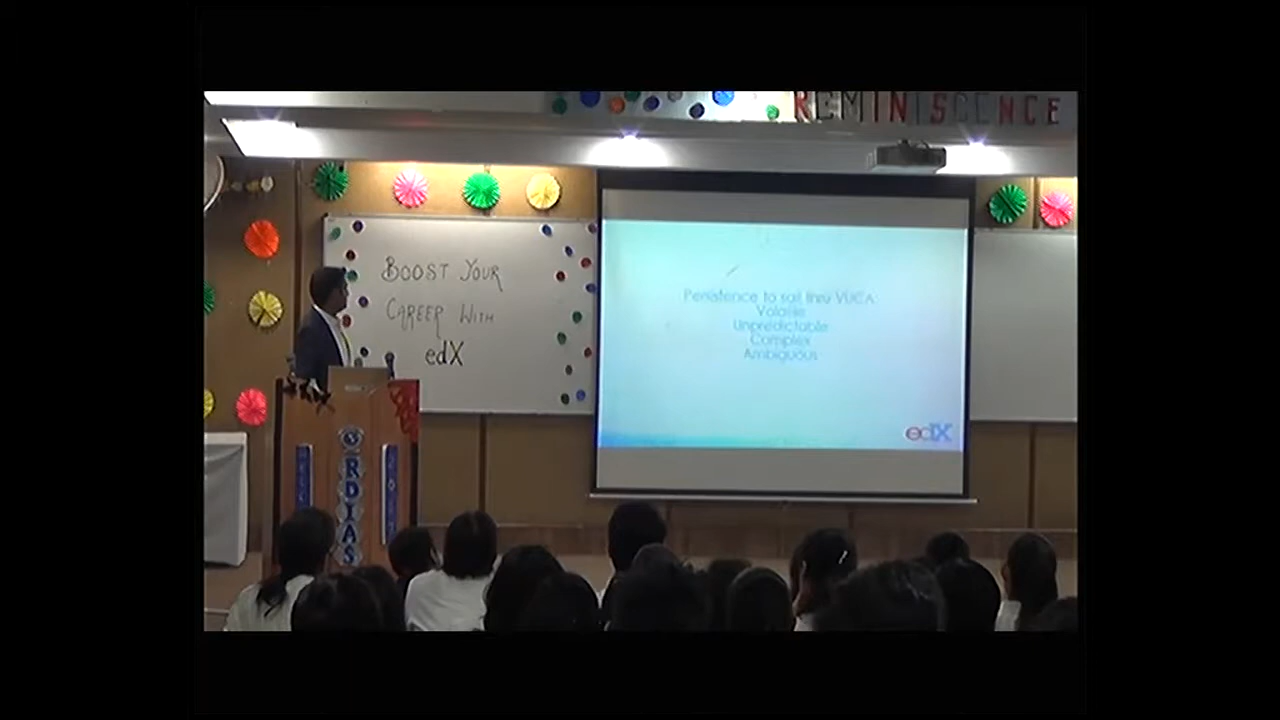 REMINISCENCE
BOOST YOUR
CAREER WITH
edX
Persistence to sail thru VUCA
Volatile
Unpredictable
Complex
Ambiguous
edX
RDIAS